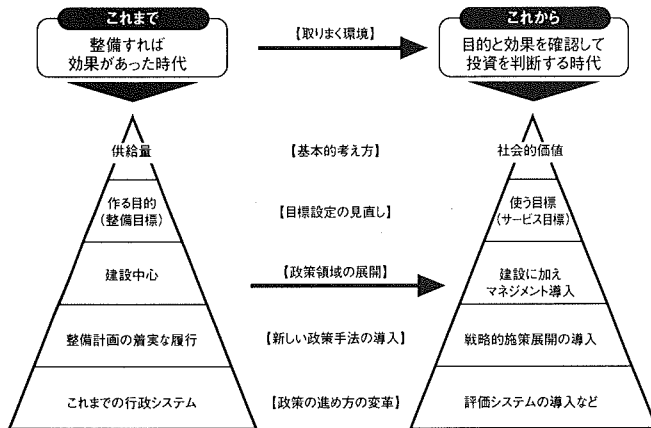 これまで
整備すれば
効果があった時代
【取りまく環境】
これから
目的と効果を確認して
投資を判断する時代
供給量
【基本的考え方】
社会的価値
作る目的
(整備目標)
【目標設定の見直し】
使う目標
(サービス目標)
建設中心
【政策領域の展開】
建設に加え
マネジメント導入
整備計画の着実な履行
【新しい政策手法の導入】
戦略的施策展開の導入
これまでの行政システム
【政策の進め方の変革】
評価システムの導入など